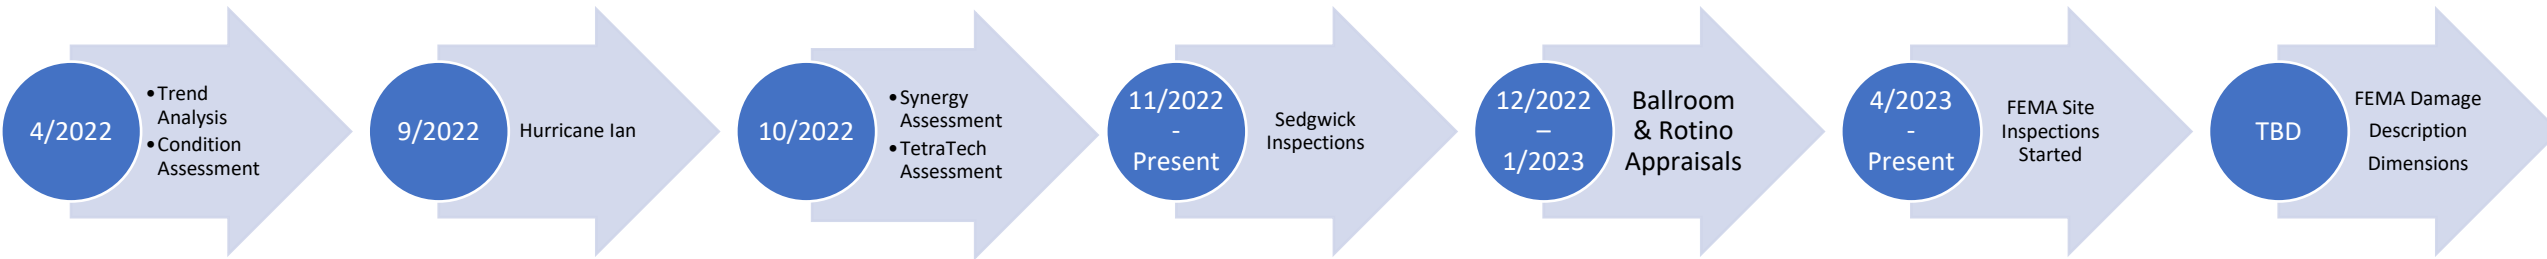 4/2022
•Trend
Analysis
•Condition
Assessment
9/2022
Hurricane Ian
10/2022
•Synergy
Assessment
•TetraTech
Assessment
11/2022
-
Present
Sedgwick
Inspections
12/2022
–
1/2023
Ballroom
& Rotino
Appraisals
4/2023
-
Present
FEMA Site
Inspections
Started
TBD
FEMA Damage
Description
Dimensions